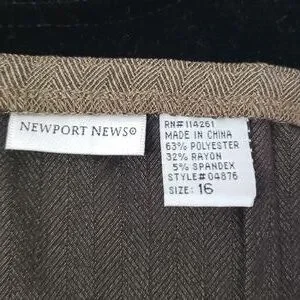 NEWPORT NEWS®
RN#114261
MADE IN CHINA
63% POLYESTER
32% RAYON
5% SPANDEX
STYLE#04876
SIZE: 16